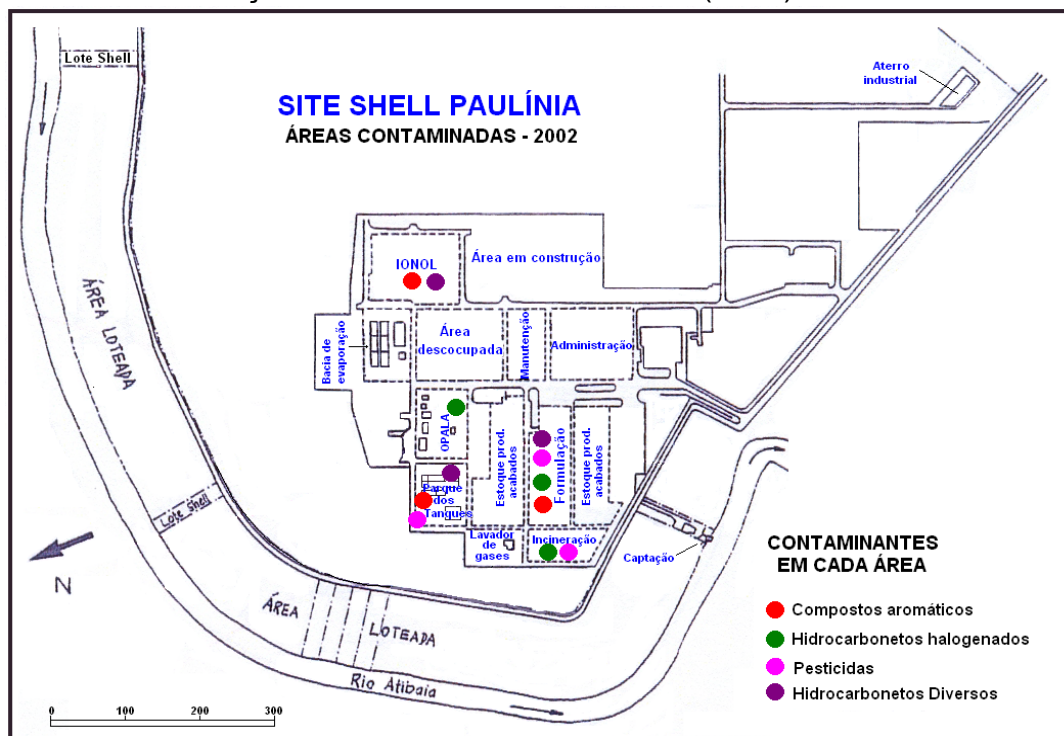 Lote Shell
Aterro
industrial
SITE SHELL PAULÍNIA
ÁREAS CONTAMINADAS - 2002
IONOL
Área em construção
ÁREA LOTEADA
Bacia de
evaporação
Área
descocupada
Manutenção
Administração
OPALA
Estoque prod.
acabados
Formulação
Estoque prod.
acabados
Parque
dos
Tanques
Lote Shell
Lavador
de
gases
Incineração
Captação
N
ÁREA
LOTEADA
Rio Atibaia
CONTAMINANTES
EM CADA ÁREA
Compostos aromáticos
Hidrocarbonetos halogenados
Pesticidas
Hidrocarbonetos Diversos
0 100 200 300